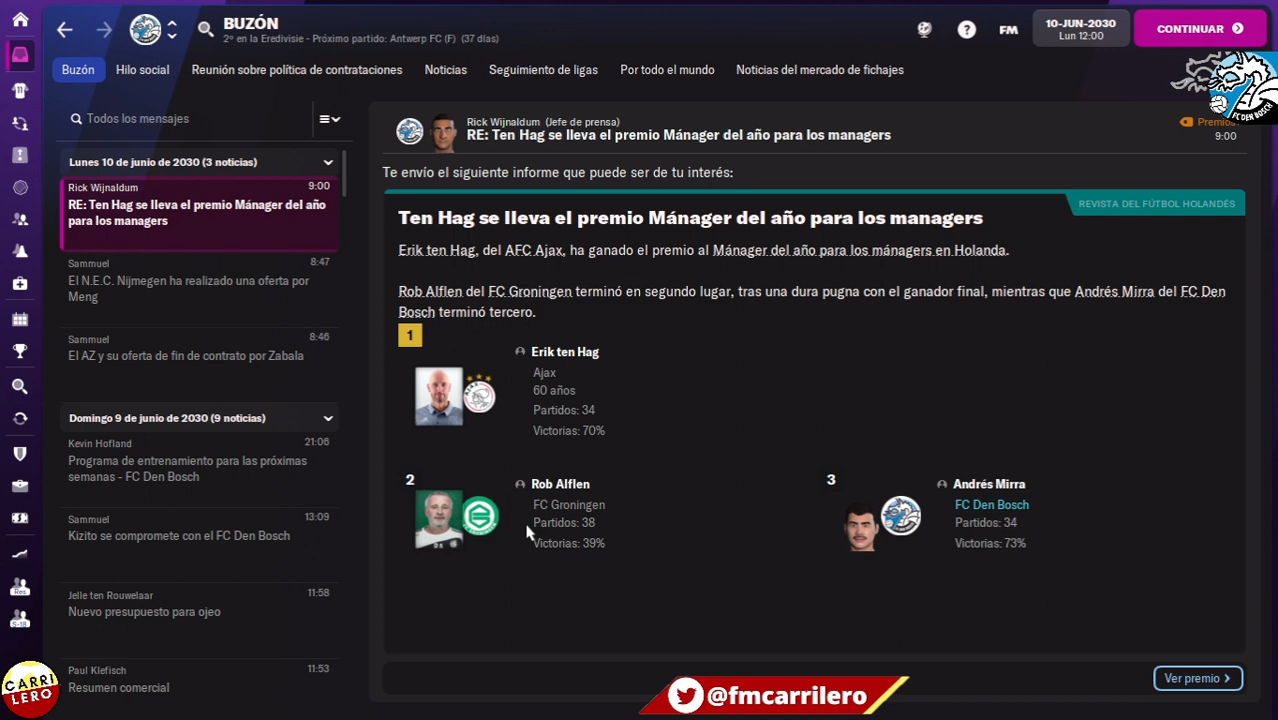 BUZÓN
2º en la Eredivisie - Próximo partido: Antwerp FC (F) (37 días)
FM
10-JUN-2030
Lun 12:00
CONTINUAR
Buzón
Hilo social
Reunión sobre política de contrataciones
Noticias
Seguimiento de ligas
Por todo el mundo
Noticias del mercado de fichajes
FC DEN BOSCH
Todos los mensajes
Lunes 10 de junio de 2030 (3 noticias)
Rick Wijnaldum
9:00
RE: Ten Hag se lleva el premio Mánager del año
para los managers
Sammuel
8:47
El N.E.C. Nijmegen ha realizado una oferta por
Meng
Sammuel
8:46
El AZ y su oferta de fin de contrato por Zabala
Domingo 9 de junio de 2030 (9 noticias)
Kevin Hofland
21:06
Programa de entrenamiento para las próximas
semanas - FC Den Bosch
Sammuel
13:09
Kizito se compromete con el FC Den Bosch
Jelle ten Rouwelaar
11:58
Nuevo presupuesto para ojeo
Paul Klefisch
11:53
Resumen comercial
Res
S-18
11
Rick Wijnaldum (Jefe de prensa)
RE: Ten Hag se lleva el premio Mánager del año para los managers
Premios
9:00
Te envío el siguiente informe que puede ser de tu interés:
REVISTA DEL FÚTBOL HOLANDÉS
Ten Hag se lleva el premio Mánager del año para los managers
Erik ten Hag, del AFC Ajax, ha ganado el premio al Mánager del año para los mánagers en Holanda.
Rob Alflen del FC Groningen terminó en segundo lugar, tras una dura pugna con el ganador final, mientras que Andrés Mirra del FC Den
Bosch terminó tercero.
1
Erik ten Hag
Ajax
60 años
Partidos: 34
Victorias: 70%
2
Rob Alflen
FC Groningen
Partidos: 38
Victorias: 39%
3
Andrés Mirra
FC Den Bosch
Partidos: 34
Victorias: 73%
Ver premio
CARRI
LERO
@fmcarrilero